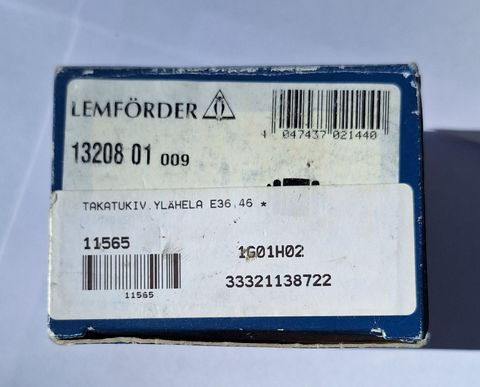 LEMFÖRDER
4 047437 021440
13208 01 009
TAKATUKIV.YLÄHELA E36,46 *
11565
1G01H02
11565
33321138722